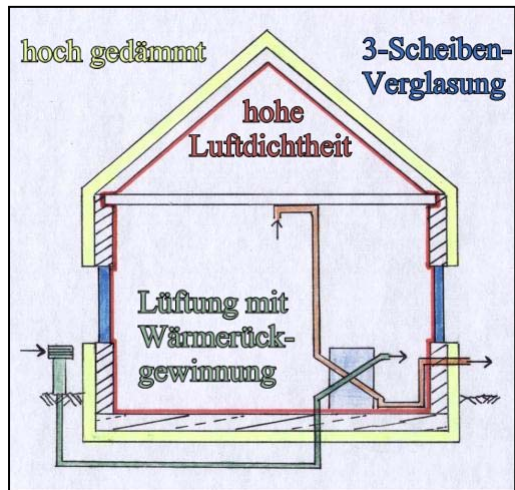 hoch gedämmt
3-Scheiben-
Verglasung
hohe
Luftdichtheit
Lüftung mit
Wärmerück-
gewinnung